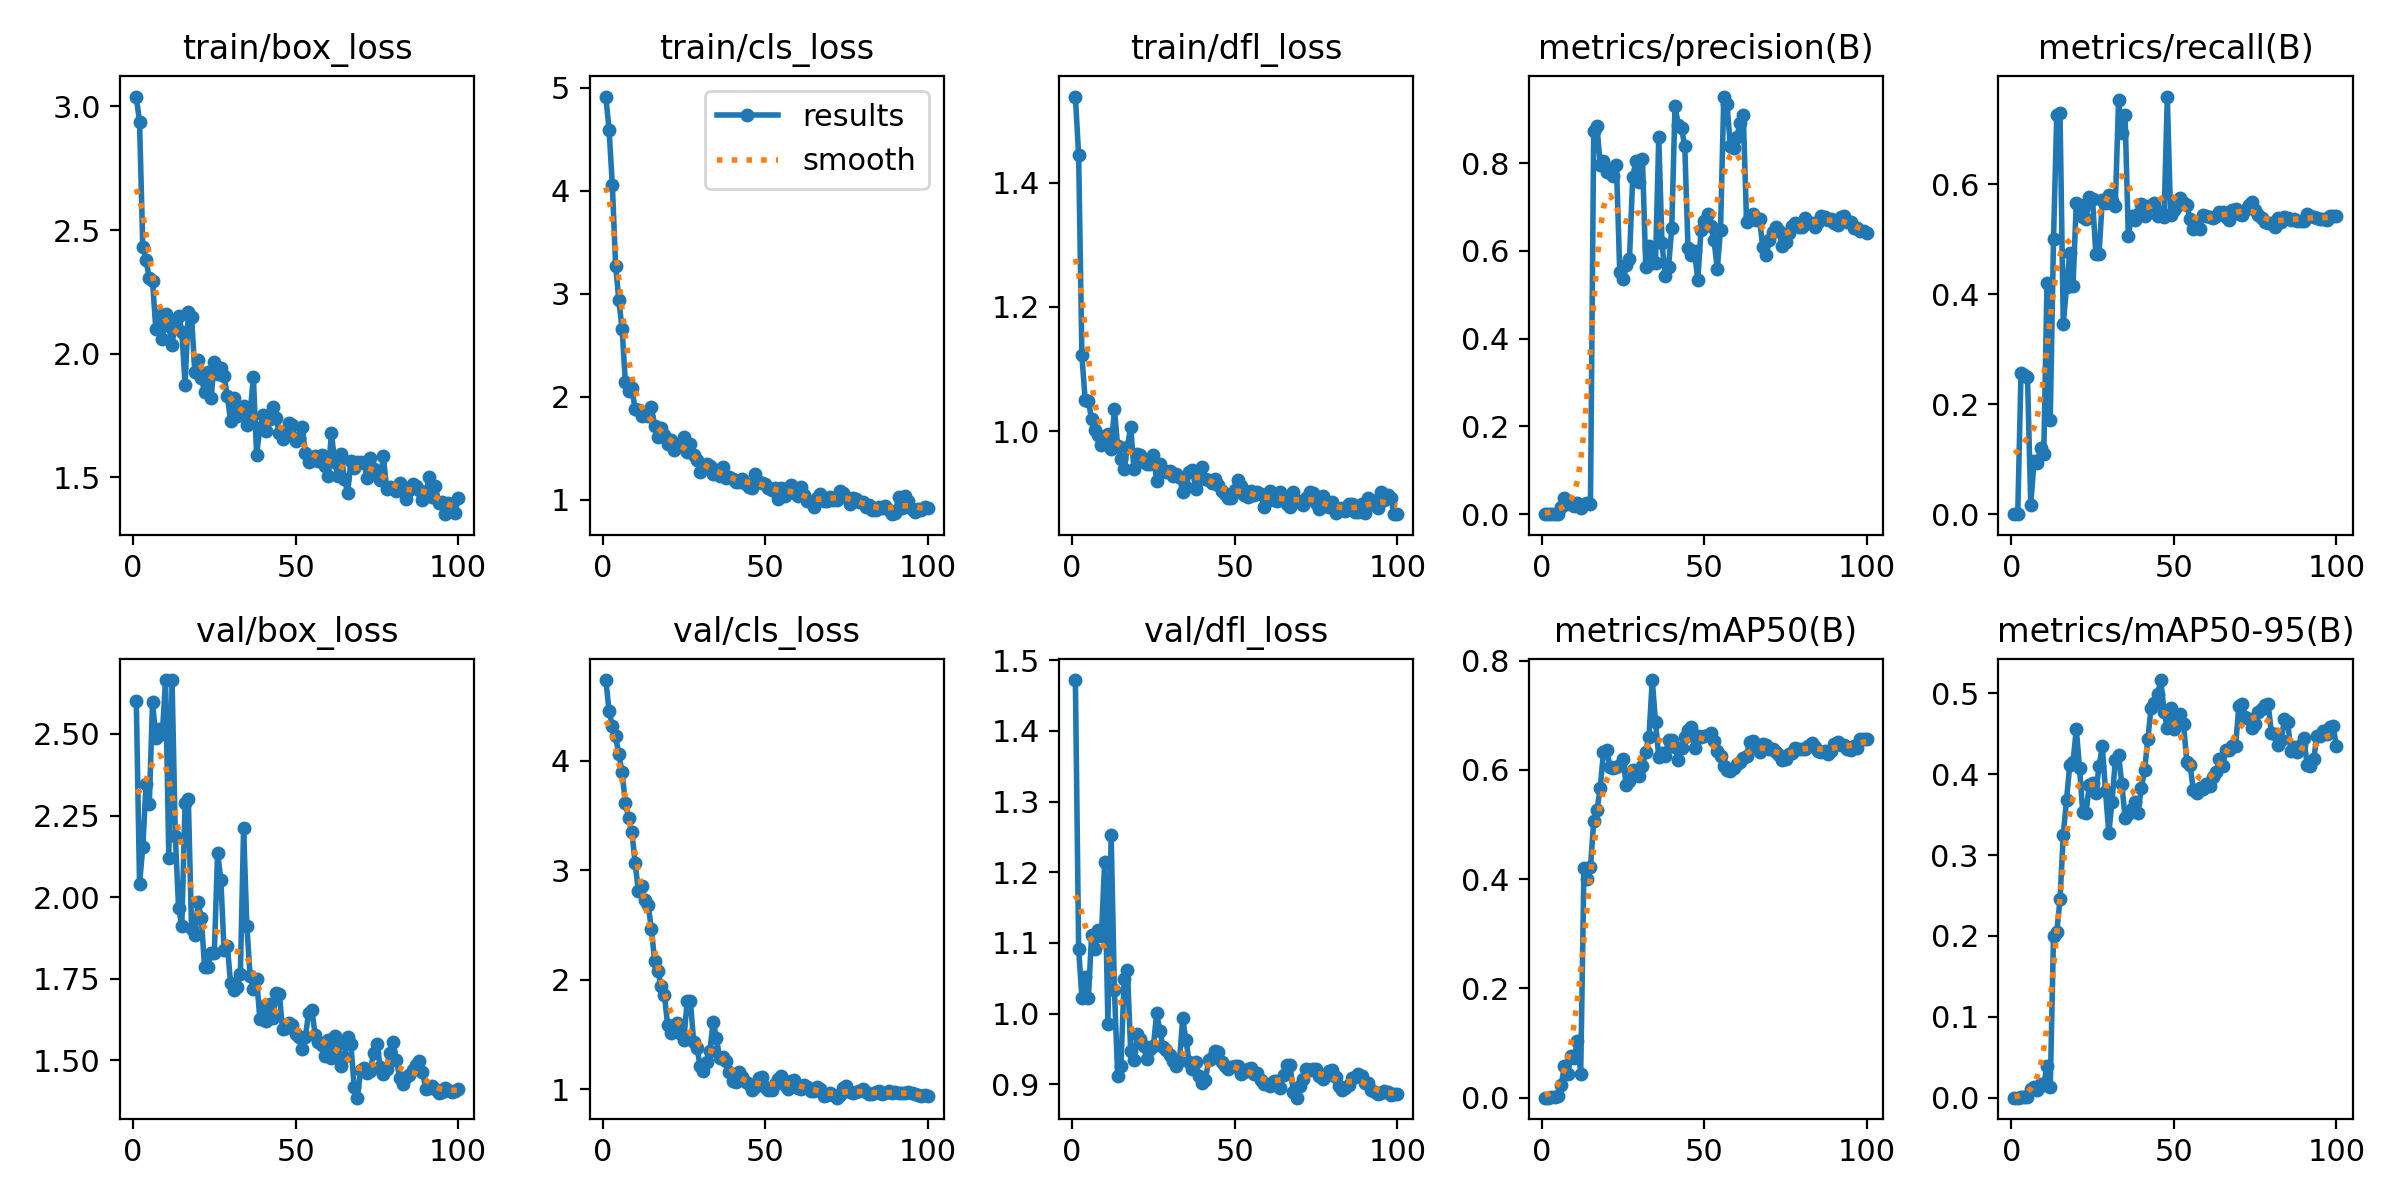 train/box_loss
train/cls_loss
train/dfl_loss
metrics/precision(B)
metrics/recall(B)
3.0
2.5
2.0
1.5
0 50 100
5
4
3
2
1
0 50 100
results
smooth
1.4
1.2
1.0
0 50 100
0.8
0.6
0.4
0.2
0.0
0 50 100
0.6
0.4
0.2
0.0
0 50 100
val/box_loss
val/cls_loss
val/dfl_loss
metrics/mAP50(B)
metrics/mAP50-95(B)
2.50
2.25
2.00
1.75
1.50
0 50 100
4
3
2
1
0 50 100
1.5
1.4
1.3
1.2
1.1
1.0
0.9
0 50 100
0.8
0.6
0.4
0.2
0.0
0 50 100
0.5
0.4
0.3
0.2
0.1
0.0
0 50 100